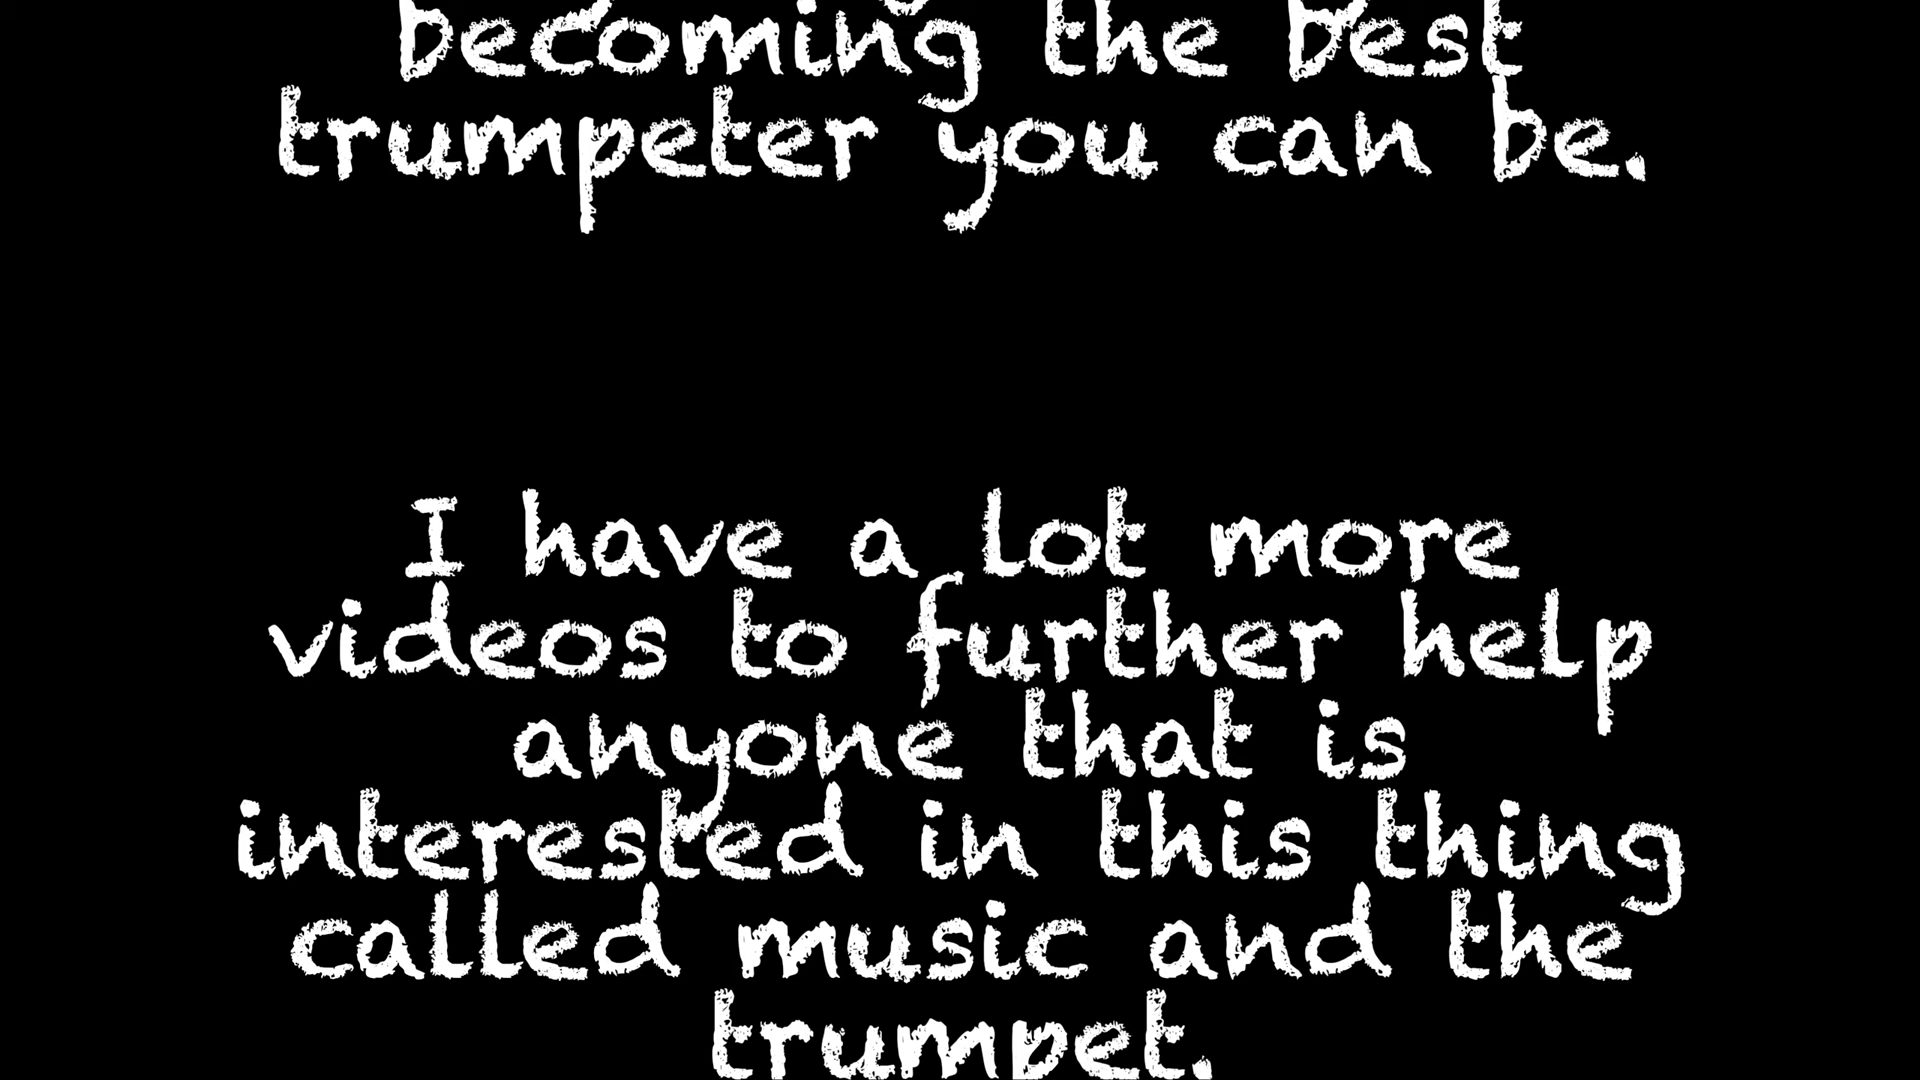 becoming the best
trumpeter you can be.
I have a lot more
videos to further help
anyone that is
interested in this thing
called music and the
trumpet.